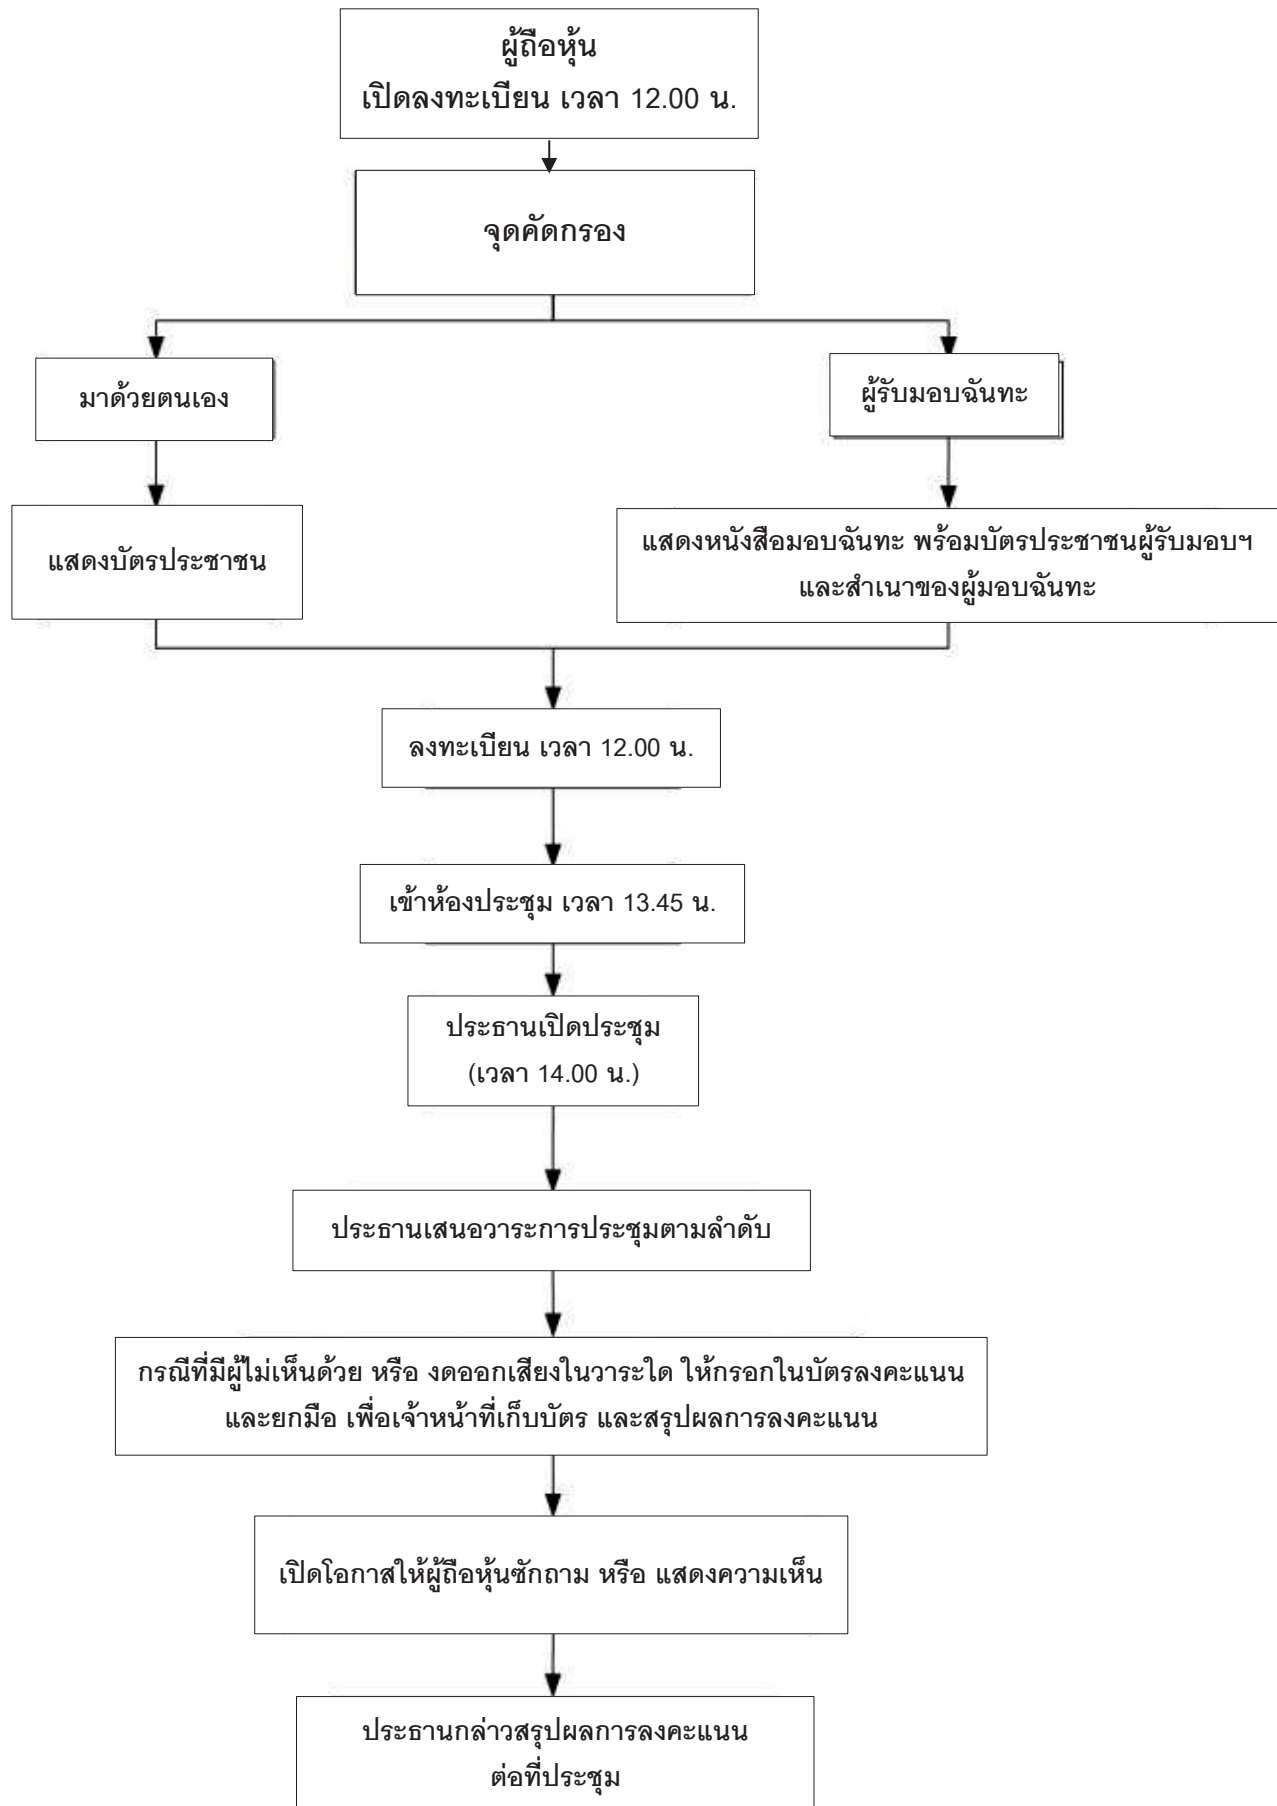 ผู้ถือหุ้น
เปิดลงทะเบียน เวลา 12.00 น.
จุดคัดกรอง
มาด้วยตนเอง
ผู้รับมอบฉันทะ
แสดงบัตรประชาชน
แสดงหนังสือมอบฉันทะ พร้อมบัตรประชาชนผู้รับมอบฯ
และสำเนาของผู้มอบฉันทะ
ลงทะเบียน เวลา 12.00 น.
เข้าห้องประชุม เวลา 13.45 น.
ประธานเปิดประชุม
(เวลา 14.00 น.)
ประธานเสนอวาระการประชุมตามลำดับ
กรณีที่มีผู้ไม่เห็นด้วย หรือ งดออกเสียงในวาระใด ให้กรอกในบัตรลงคะแนน
และยกมือ เพื่อเจ้าหน้าที่เก็บบัตร และสรุปผลการลงคะแนน
เปิดโอกาสให้ผู้ถือหุ้นซักถาม หรือ แสดงความเห็น
ประธานกล่าวสรุปผลการลงคะแนน
ต่อที่ประชุม